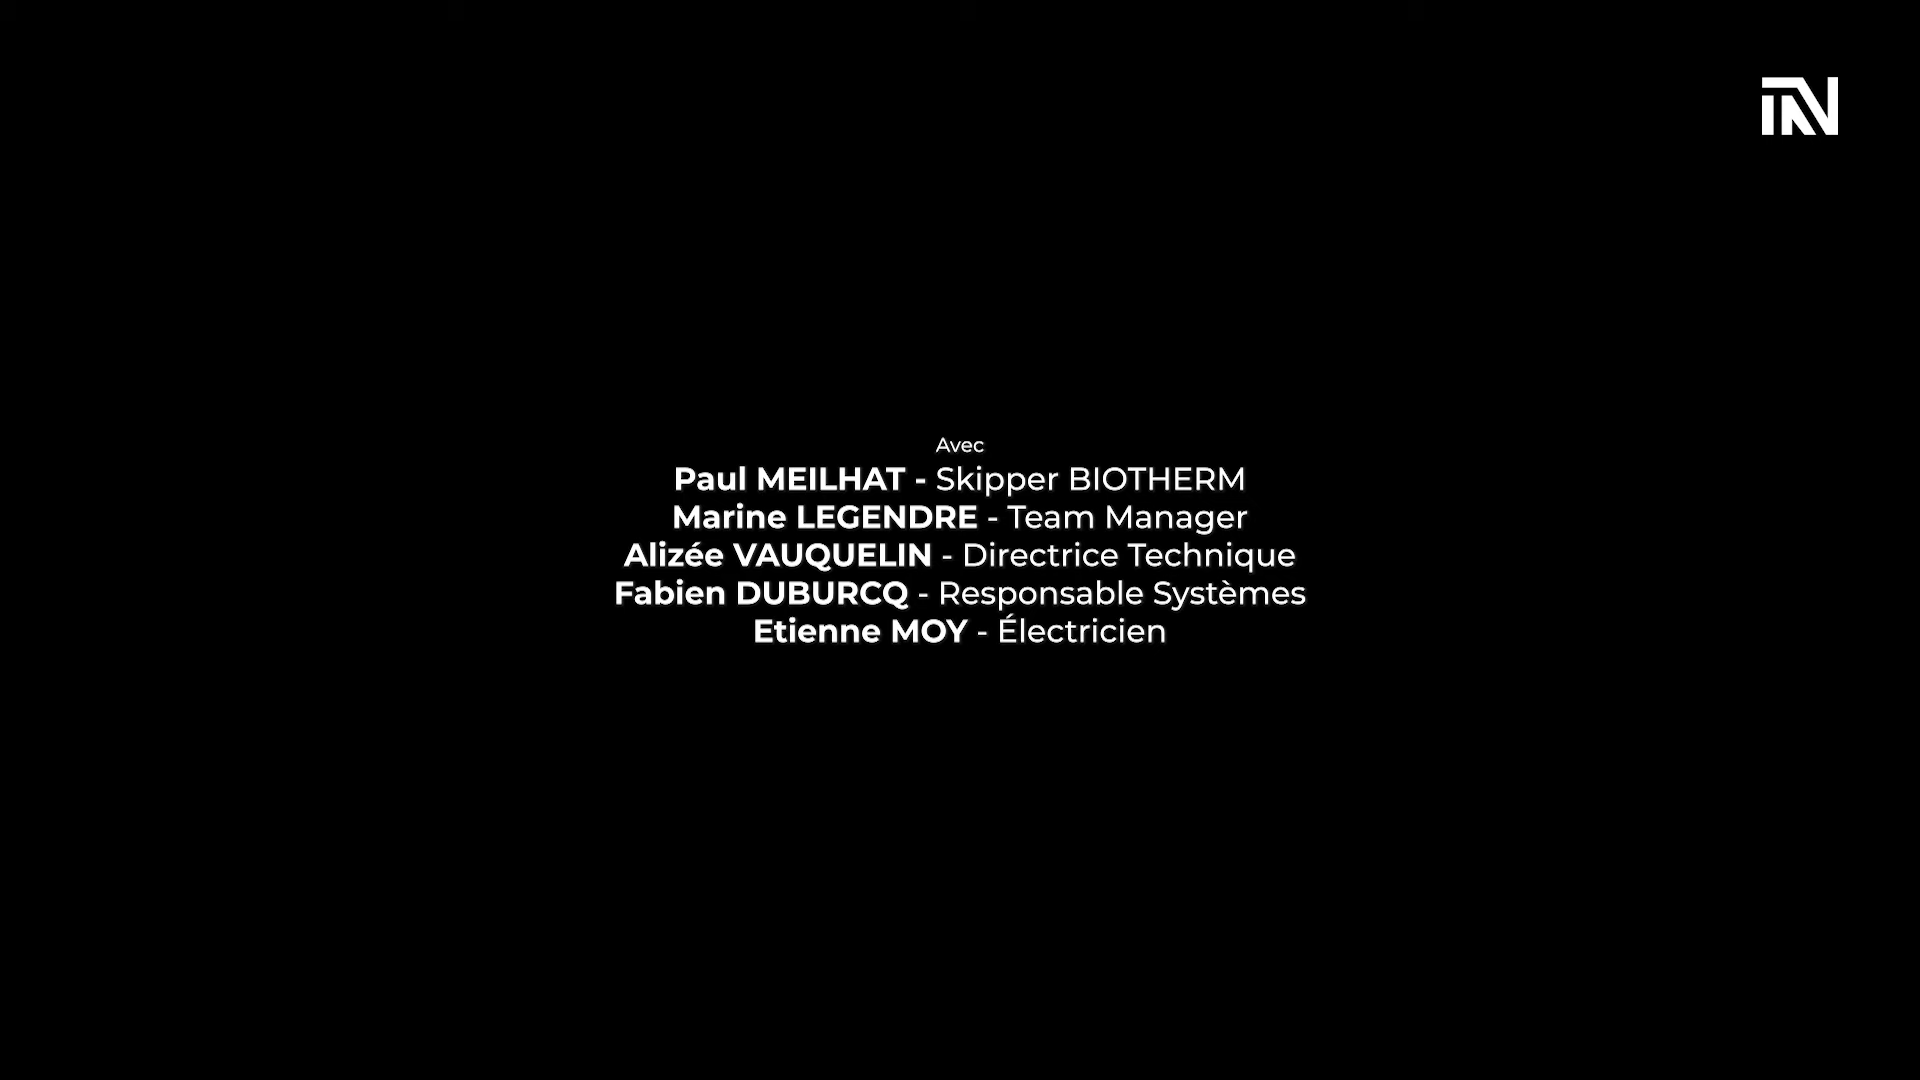 Avec
Paul MEILHAT - Skipper BIOTHERM
Marine LEGENDRE - Team Manager
Alizée VAUQUELIN - Directrice Technique
Fabien DUBURCQ - Responsable Systèmes
Etienne MOY - Électricien